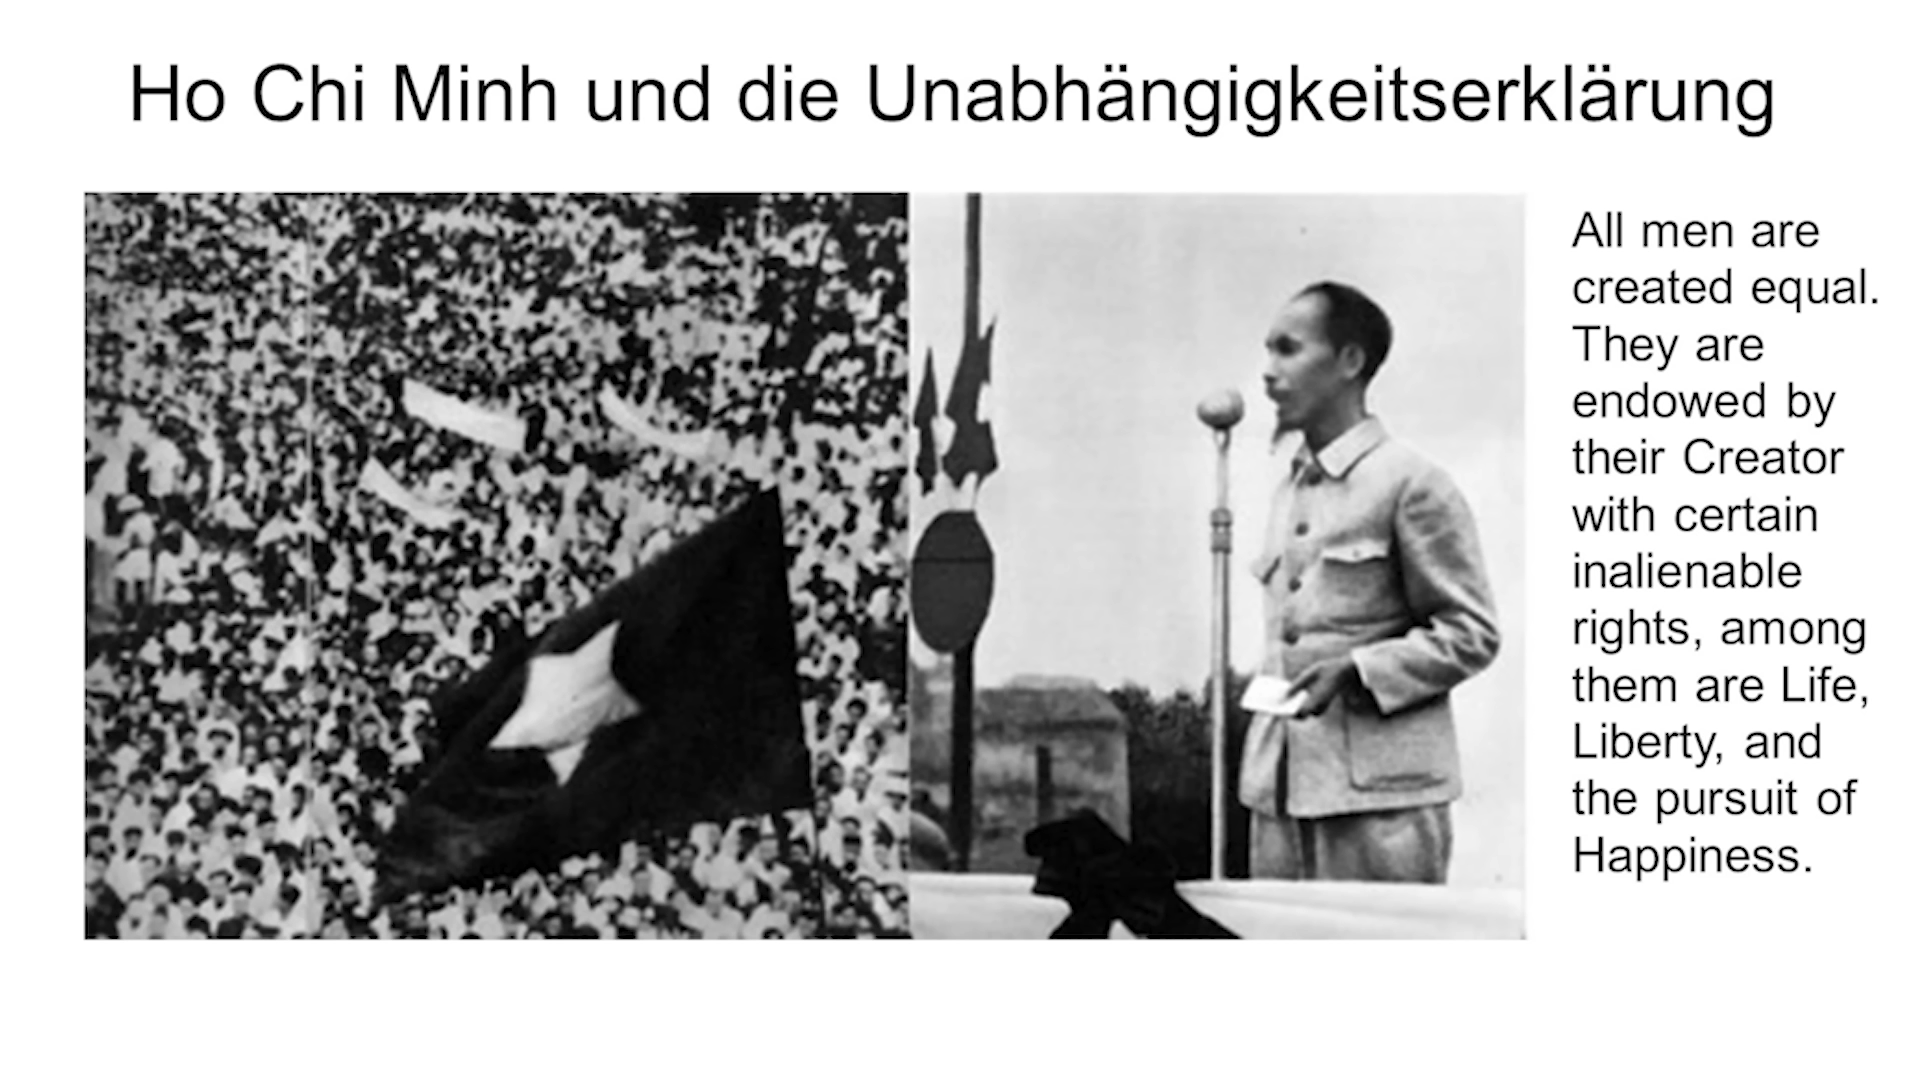 Ho Chi Minh und die Unabhängigkeitserklärung
All men are
created equal.
They are
endowed by
their Creator
with certain
inalienable
rights, among
them are Life,
Liberty, and
the pursuit of
Happiness.